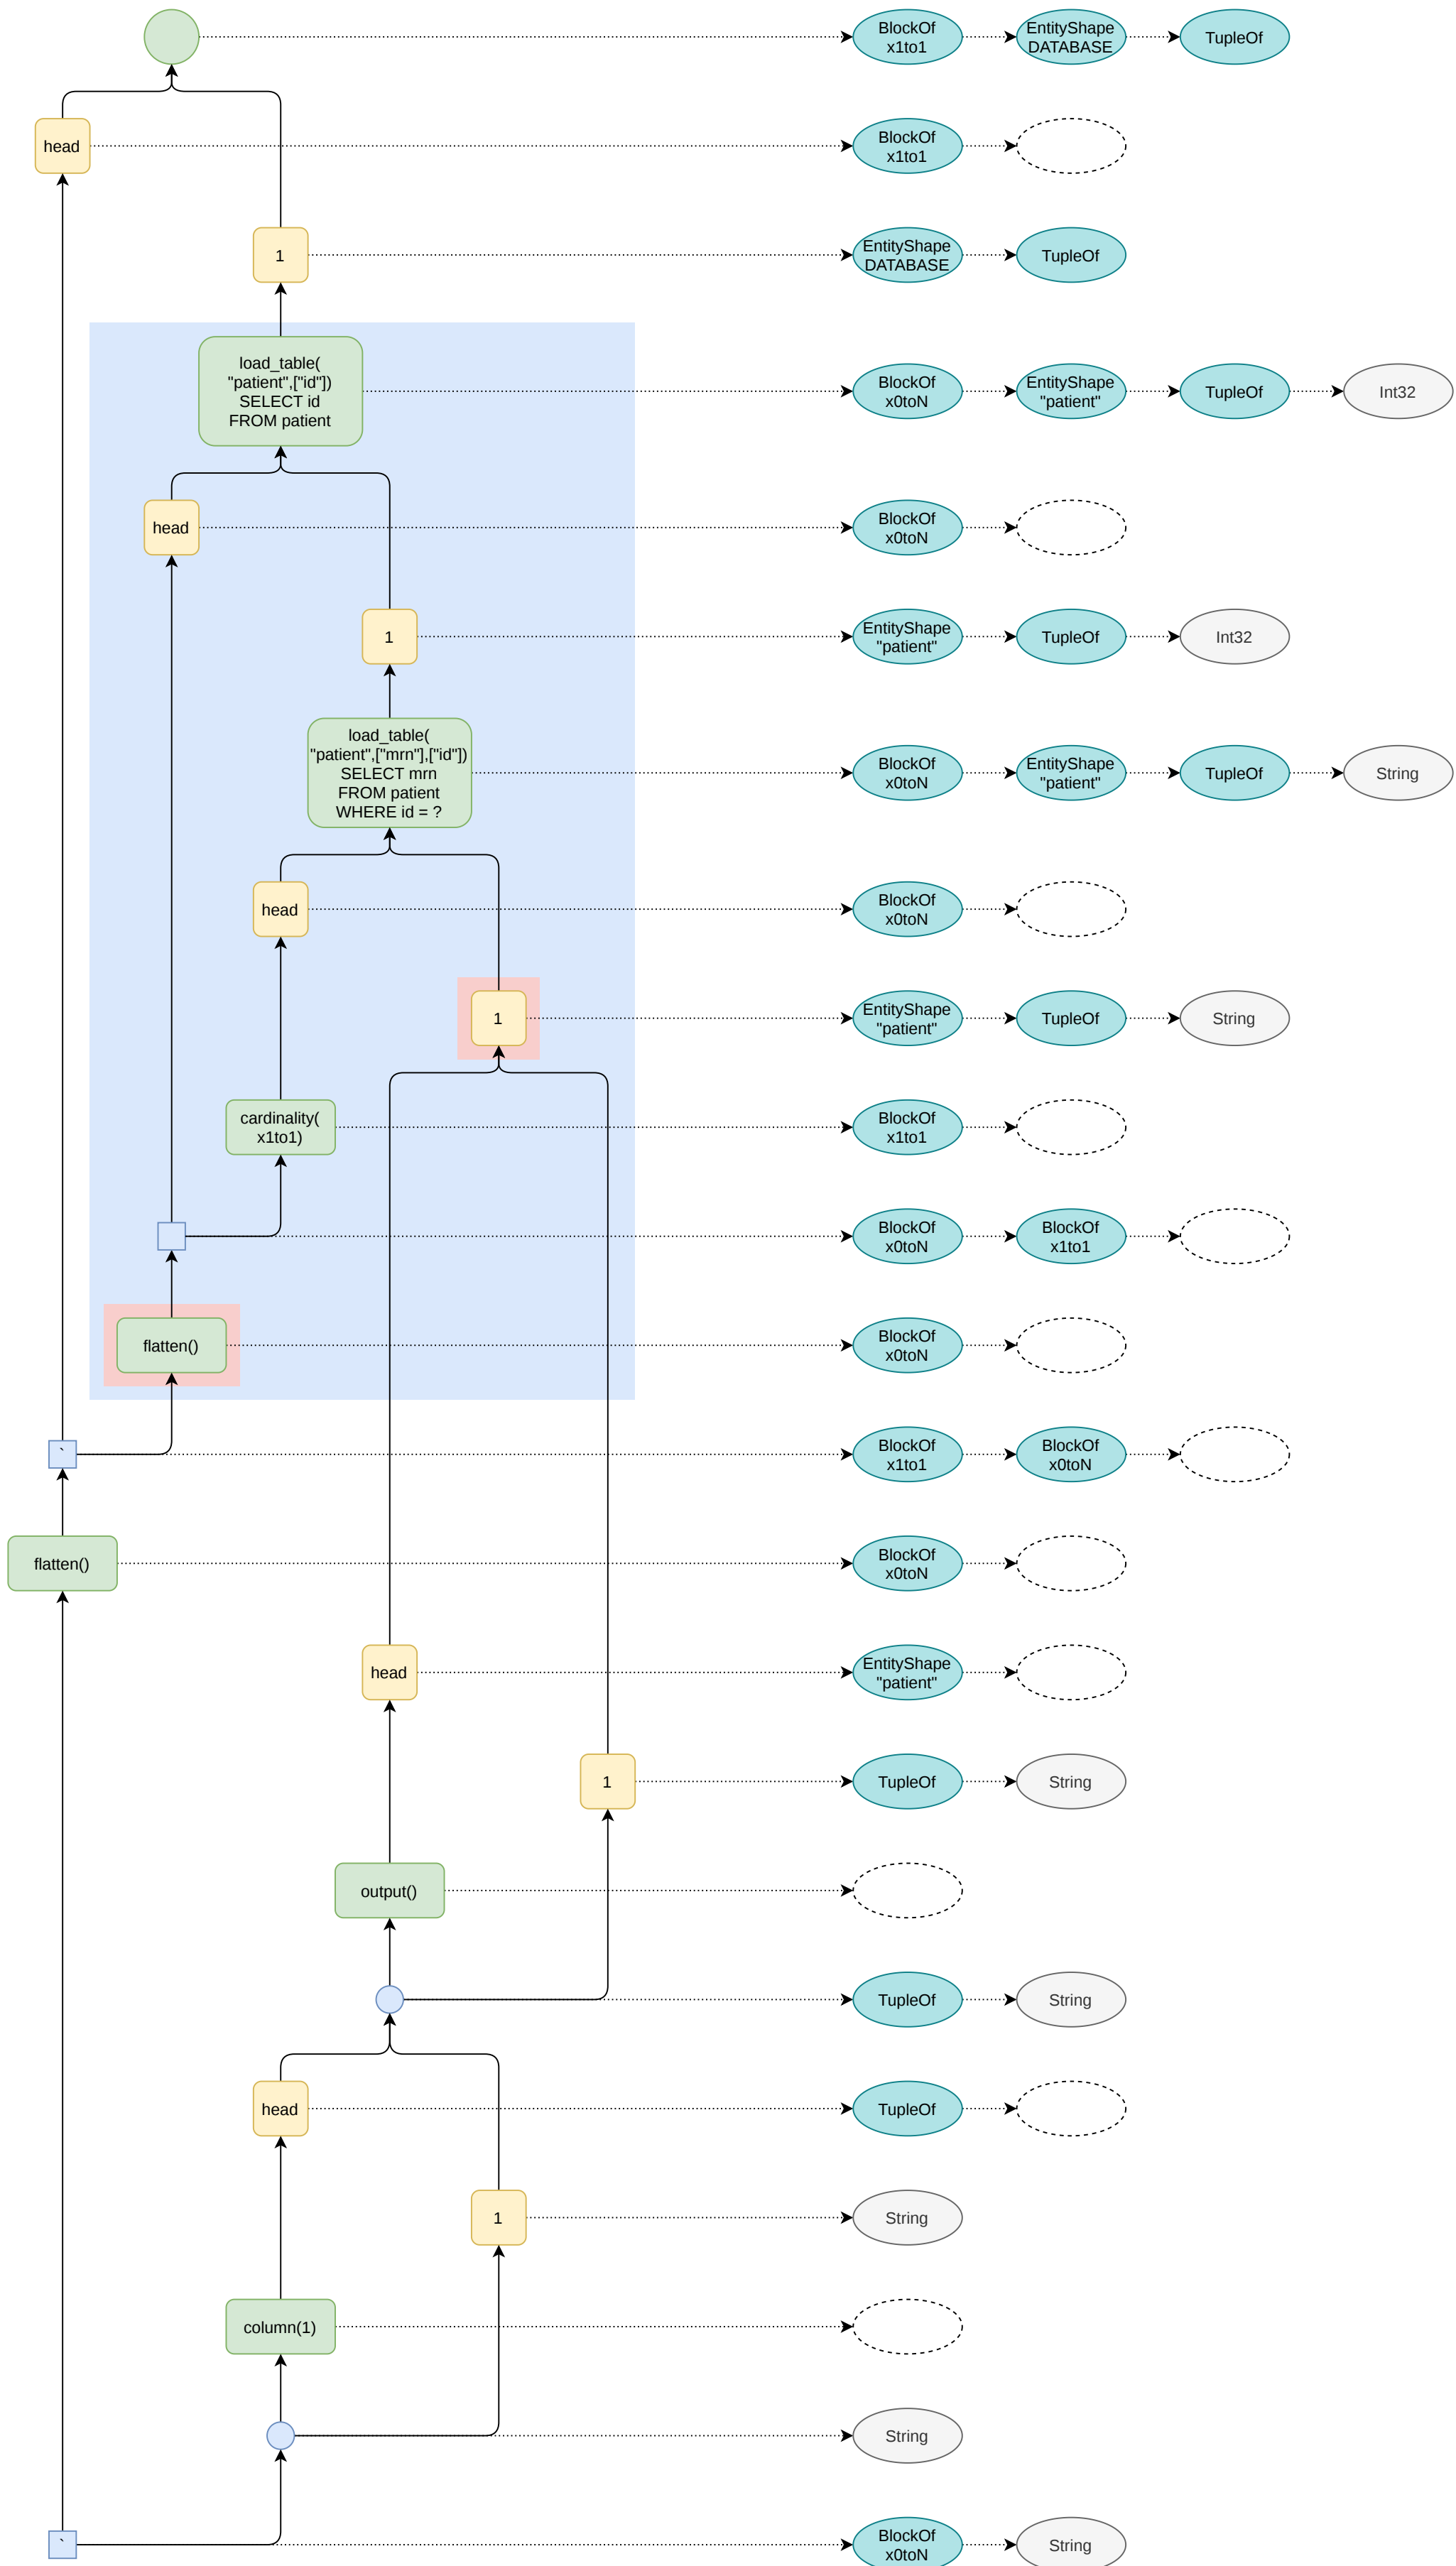 BlockOf
x1to1
EntityShape
DATABASE
TupleOf
head
BlockOf
x1to1
1
EntityShape
DATABASE
TupleOf
load_table(
"patient",["id"])
SELECT id
FROM patient
BlockOf
x0toN
EntityShape
"patient"
TupleOf
Int32
head
BlockOf
x0toN
1
EntityShape
"patient"
TupleOf
Int32
load_table(
"patient",["mrn"],["id"])
SELECT mrn
FROM patient
WHERE id = ?
BlockOf
x0toN
EntityShape
"patient"
TupleOf
String
head
BlockOf
x0toN
1
EntityShape
"patient"
TupleOf
String
cardinality(
x1to1)
BlockOf
x1to1
BlockOf
x0toN
BlockOf
x1to1
flatten()
BlockOf
x0toN
`
BlockOf
x1to1
BlockOf
x0toN
flatten()
BlockOf
x0toN
head
EntityShape
"patient"
1
TupleOf
String
output()
TupleOf
String
head
TupleOf
1
String
column(1)
String
`
BlockOf
x0toN
String